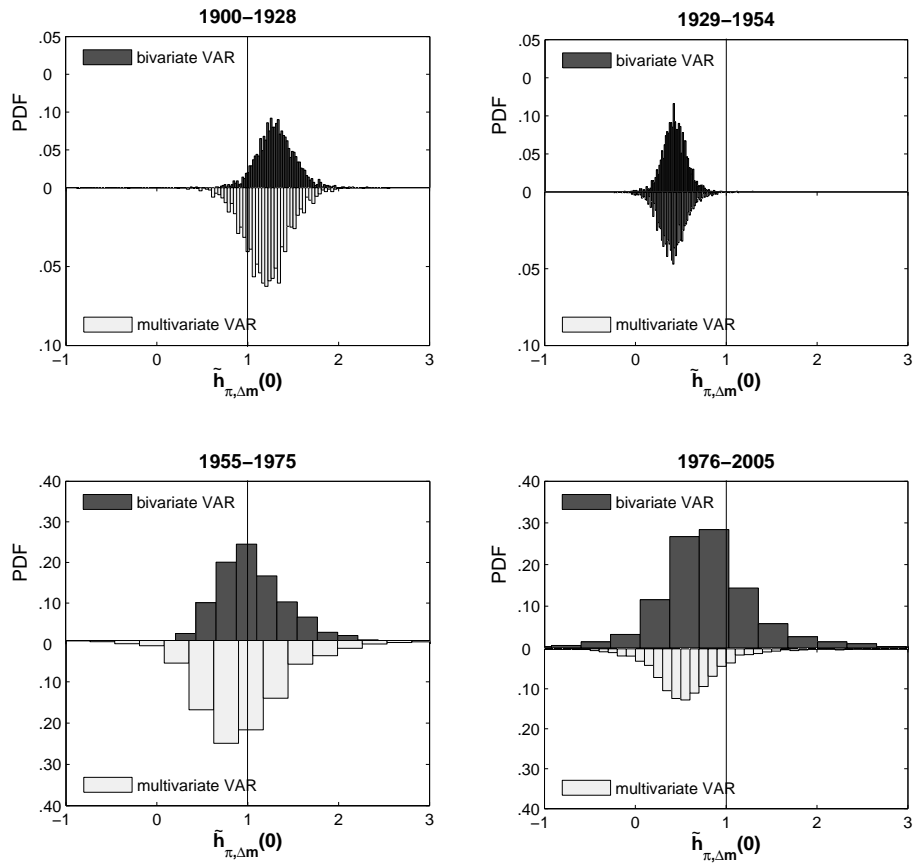 1900−1928
PDF
.05
0
.10
.05
0
.05
.10
bivariate VAR
multivariate VAR
−1 0 1 2 3
h̃π,Δm(0)
1929−1954
PDF
.05
0
.10
.05
0
.05
.10
bivariate VAR
multivariate VAR
−1 0 1 2 3
h̃π,Δm(0)
1955−1975
PDF
.40
.30
.20
.10
0
.10
.20
.30
.40
bivariate VAR
multivariate VAR
−1 0 1 2 3
h̃π,Δm(0)
1976−2005
PDF
.40
.30
.20
.10
0
.10
.20
.30
.40
bivariate VAR
multivariate VAR
−1 0 1 2 3
h̃π,Δm(0)